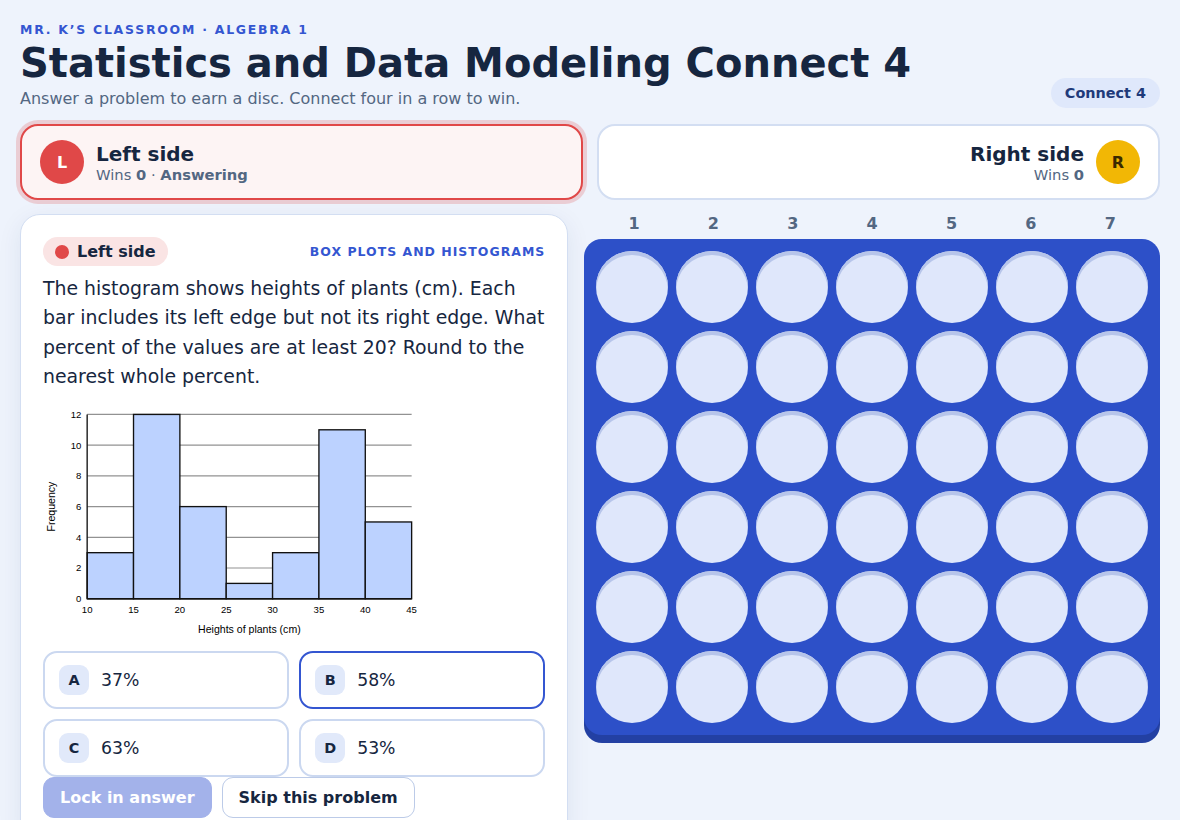 MR. K’S CLASSROOM · ALGEBRA 1
Statistics and Data Modeling Connect 4
Answer a problem to earn a disc. Connect four in a row to win.
Connect 4
L
Left side
Wins 0 · Answering
Right side
Wins 0
R
Left side
BOX PLOTS AND HISTOGRAMS
The histogram shows heights of plants (cm). Each
bar includes its left edge but not its right edge. What
percent of the values are at least 20? Round to the
nearest whole percent.
12
10
8
6
4
2
0
Frequency
10 15 20 25 30 35 40 45
Heights of plants (cm)
A 37%
B 58%
C 63%
D 53%
Lock in answer
Skip this problem
1 2 3 4 5 6 7